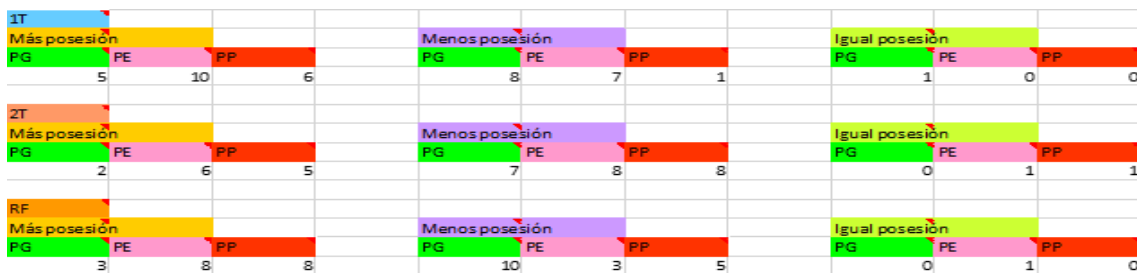 1T
Más posesión Menos posesión Igual posesión
PG PE PP PG PE PP PG PE PP
5 10 6 8 7 1 1 0 0
2T
Más posesión Menos posesión Igual posesión
PG PE PP PG PE PP PG PE PP
2 6 5 7 8 8 0 1 1
RF
Más posesión Menos posesión Igual posesión
PG PE PP PG PE PP PG PE PP
3 8 8 10 3 5 0 1 0